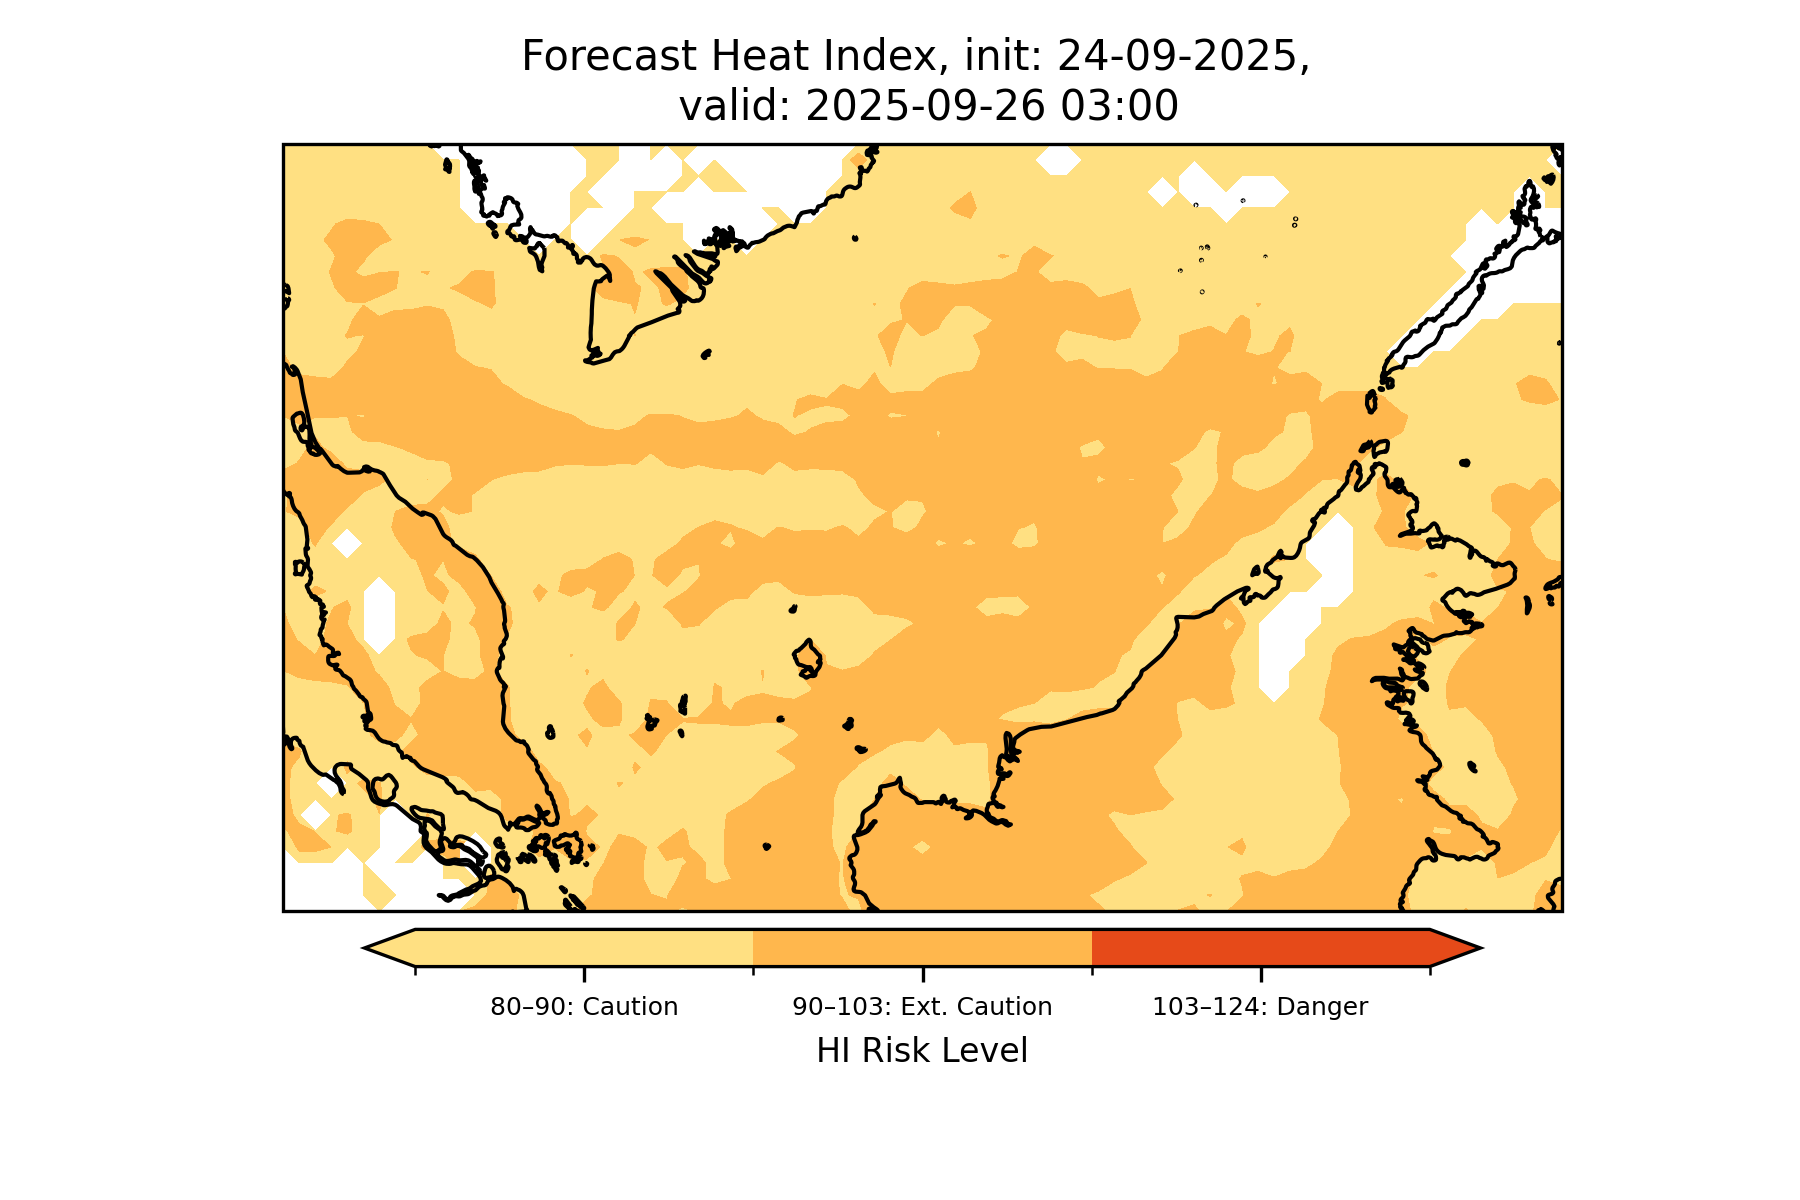 Forecast Heat Index, init: 24-09-2025,
valid: 2025-09-26 03:00
80–90: Caution
90–103: Ext. Caution
103–124: Danger
HI Risk Level